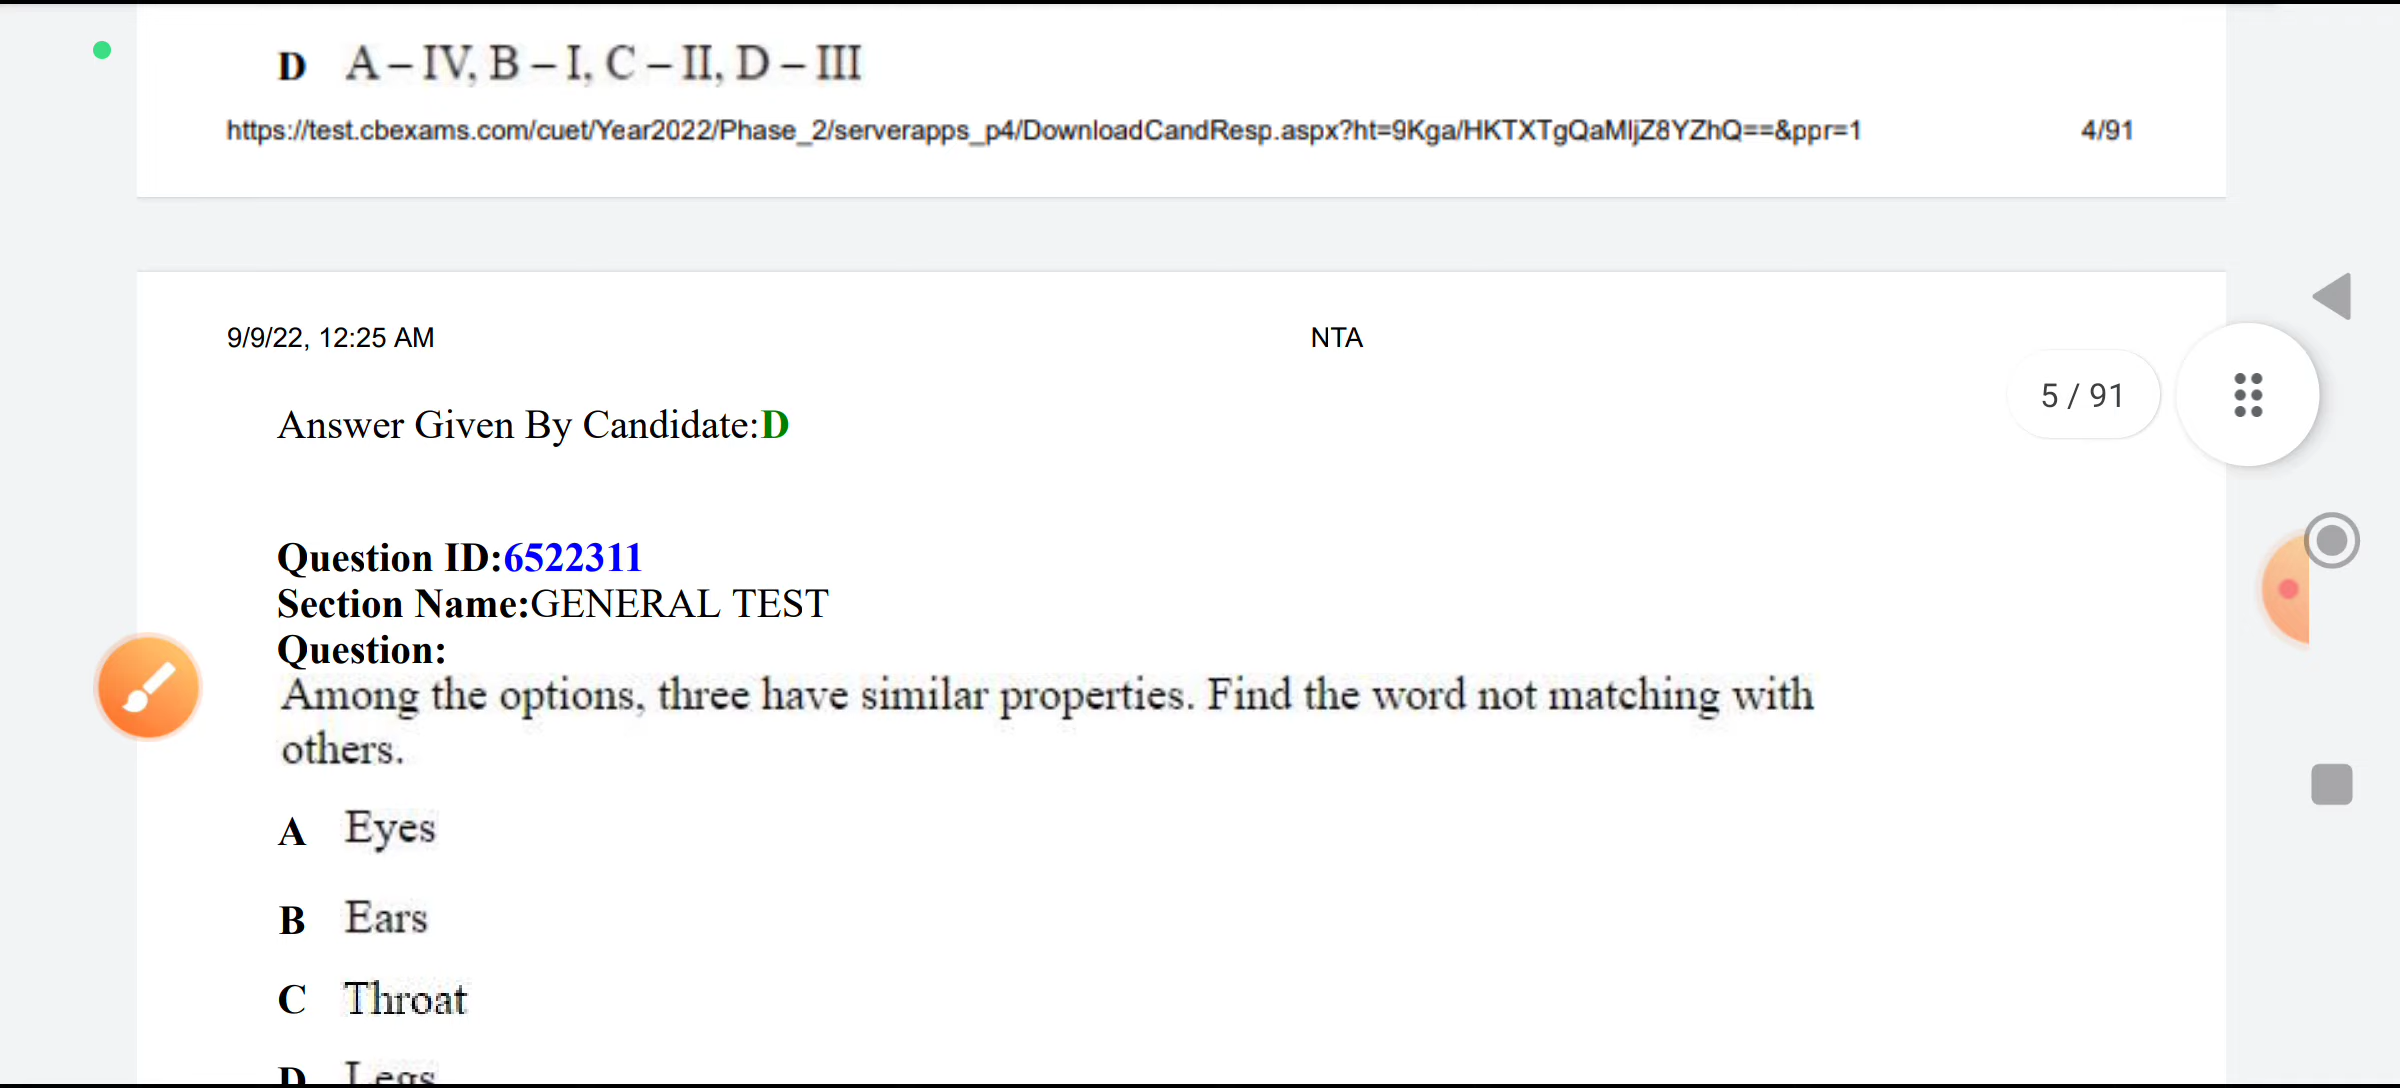 D A – IV, B – I, C – II, D – III
https://test.cbexams.com/cuet/Year2022/Phase_2/serverapps_p4/DownloadCandResp.aspx?ht=9Kga/HKTXTgQaMljZ8YZhQ==&ppr=1 4/91
9/9/22, 12:25 AM NTA
5 / 91
Answer Given By Candidate:D
Question ID:6522311
Section Name:GENERAL TEST
Question:
Among the options, three have similar properties. Find the word not matching with
others.
A Eyes
B Ears
C Throat
D Legs